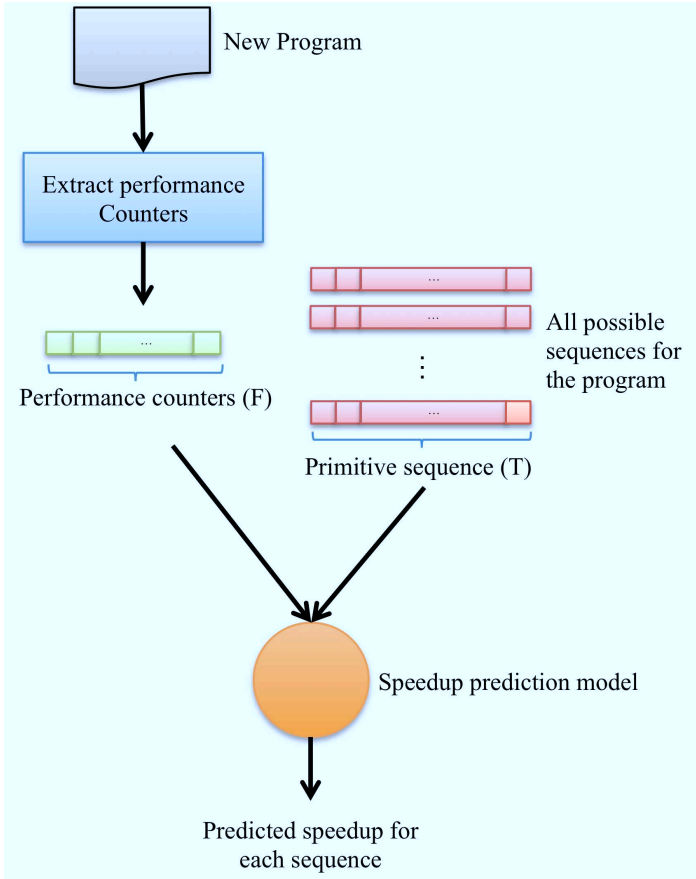 New Program
Extract performance
Counters
...
...
...
...
Performance counters (F)
All possible
sequences for
the program
Primitive sequence (T)
Speedup prediction model
Predicted speedup for
each sequence